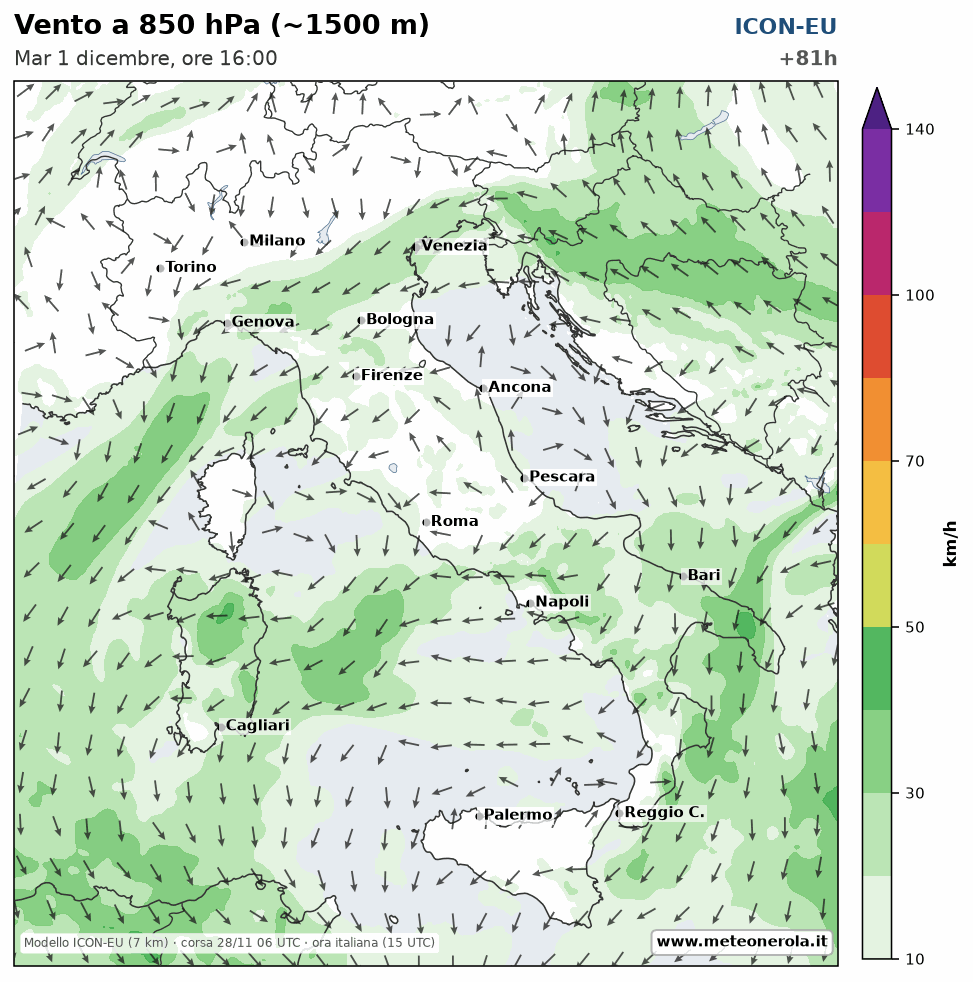 Vento a 850 hPa (~1500 m)
ICON-EU
Mar 1 dicembre, ore 16:00
+81h
Milano
Venezia
Torino
Genova
Bologna
Firenze
Ancona
Pescara
Roma
Bari
Napoli
Cagliari
Palermo
Reggio C.
140
100
70
50
30
10
km/h
Modello ICON-EU (7 km) · corsa 28/11 06 UTC · ora italiana (15 UTC)
www.meteonerola.it